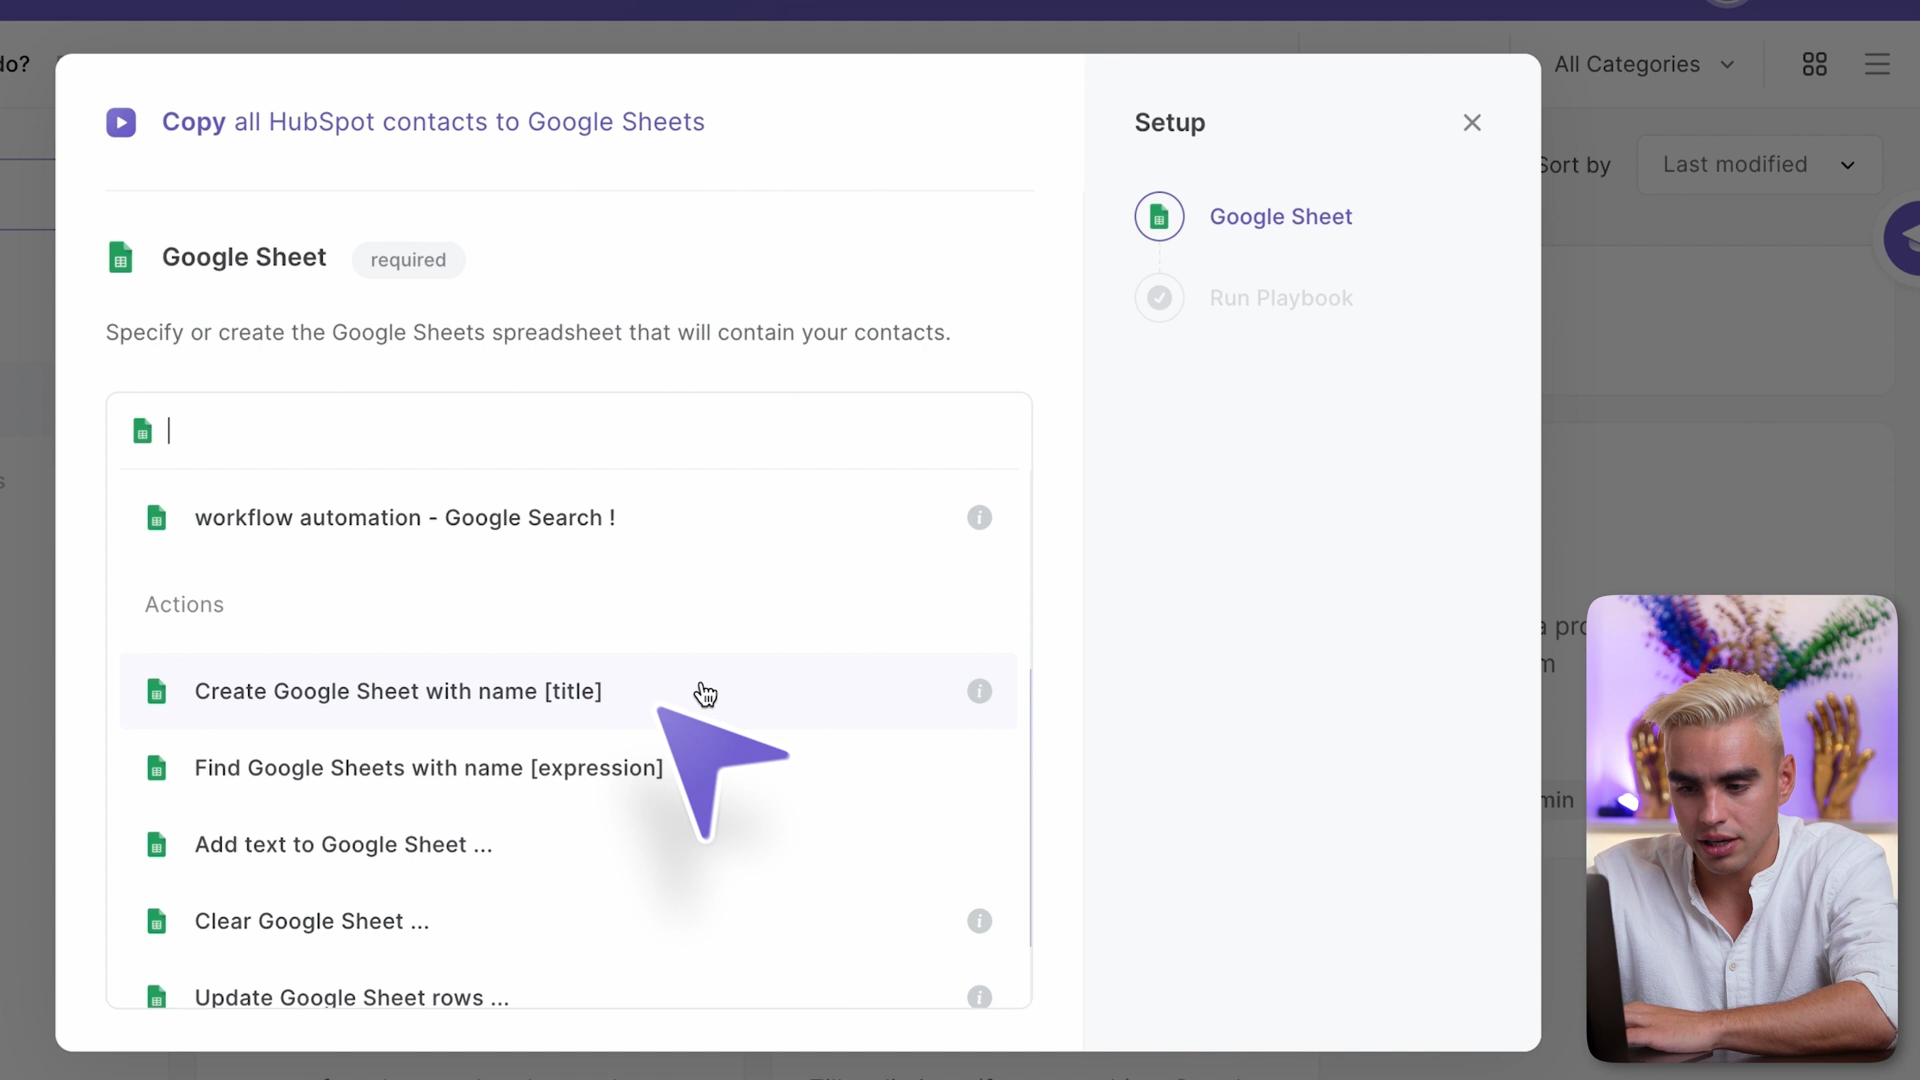 do?
All Categories
Copy all HubSpot contacts to Google Sheets
Setup
Sort by
Last modified
Google Sheet
Google Sheet
required
Run Playbook
Specify or create the Google Sheets spreadsheet that will contain your contacts.
s
workflow automation - Google Search !
Actions
a pro
m
Create Google Sheet with name [title]
Find Google Sheets with name [expression]
min
Add text to Google Sheet ...
Clear Google Sheet ...
Update Google Sheet rows ...